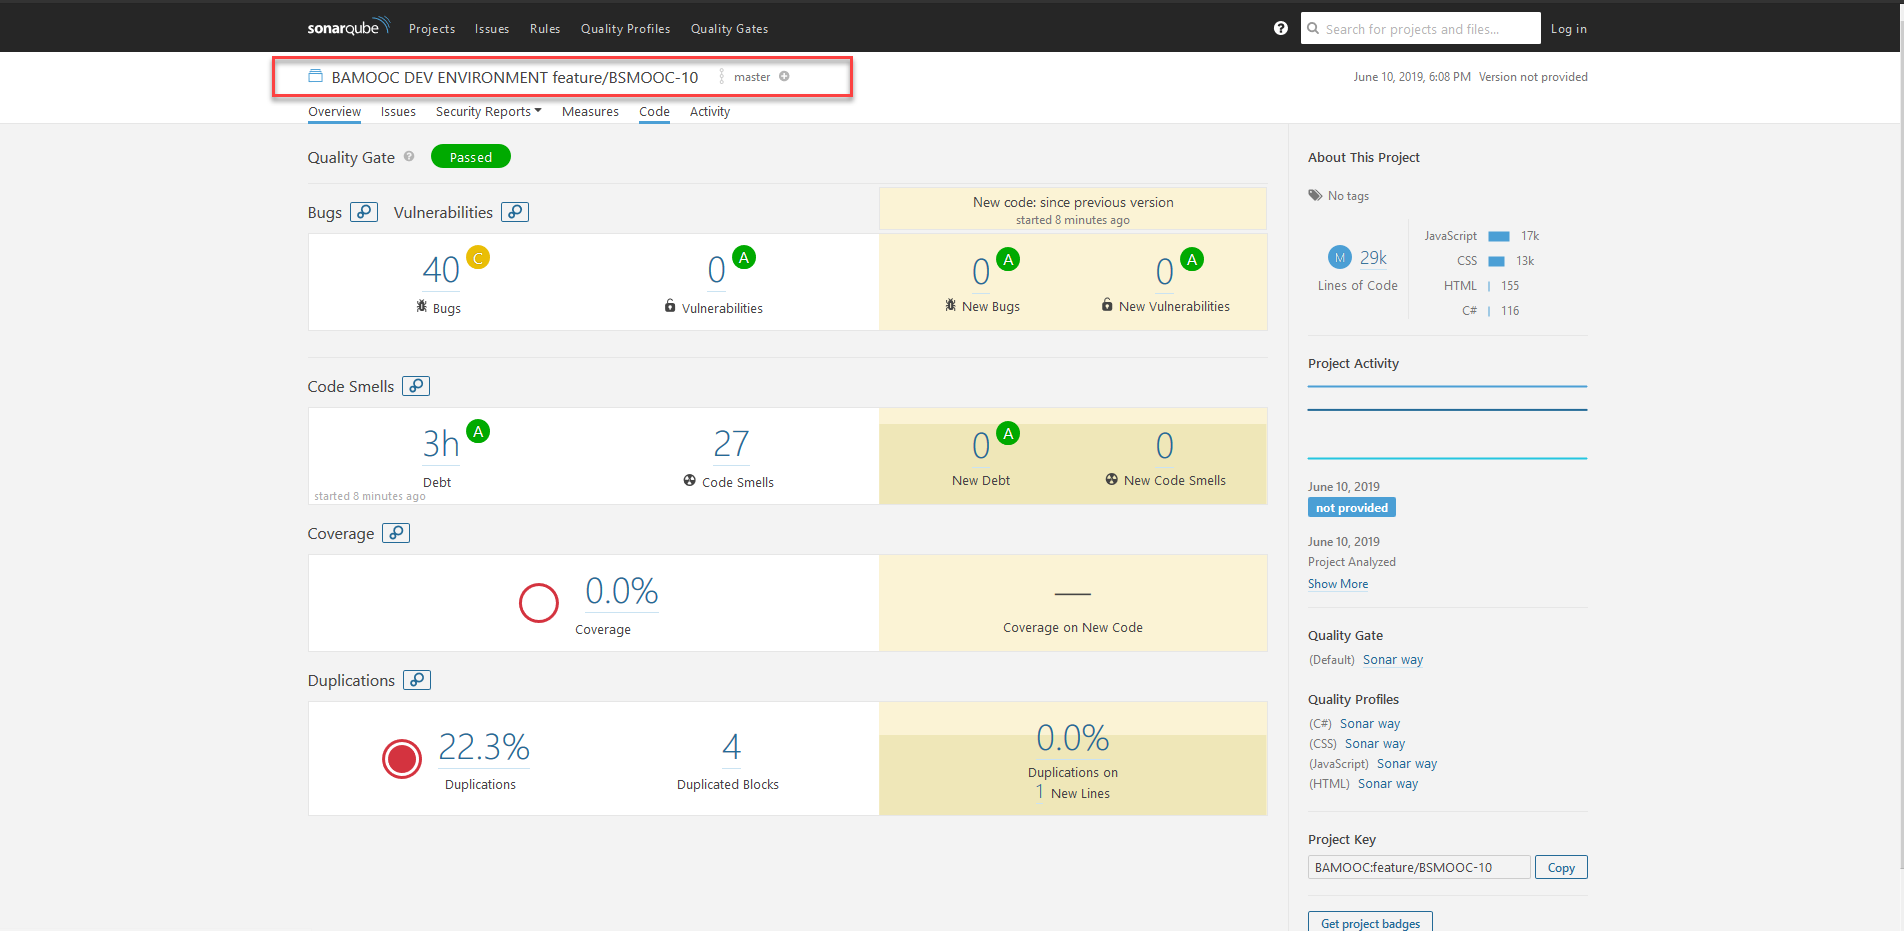 sonarqube Projects Issues Rules Quality Profiles Quality Gates ? Search for projects and files... Log in
BAMOOC DEV ENVIRONMENT feature/BSMOOC-10 master June 10, 2019, 6:08 PM Version not provided
Overview Issues Security Reports Measures Code Activity
Quality Gate ? Passed
Bugs Vulnerabilities
New code: since previous version
started 8 minutes ago
40 C
Bugs
0 A
Vulnerabilities
0 A
New Bugs
0 A
New Vulnerabilities
Code Smells
3h A
Debt
started 8 minutes ago
27
Code Smells
0 A
New Debt
0
New Code Smells
Coverage
0.0%
Coverage
—
Coverage on New Code
Duplications
22.3%
Duplications
4
Duplicated Blocks
0.0%
Duplications on
1 New Lines
About This Project
No tags
M 29k
Lines of Code
JavaScript 17k
CSS 13k
HTML 155
C# 116
Project Activity
June 10, 2019
not provided
June 10, 2019
Project Analyzed
Show More
Quality Gate
(Default) Sonar way
Quality Profiles
(C#) Sonar way
(CSS) Sonar way
(JavaScript) Sonar way
(HTML) Sonar way
Project Key
BAMOOC:feature/BSMOOC-10 Copy
Get project badges